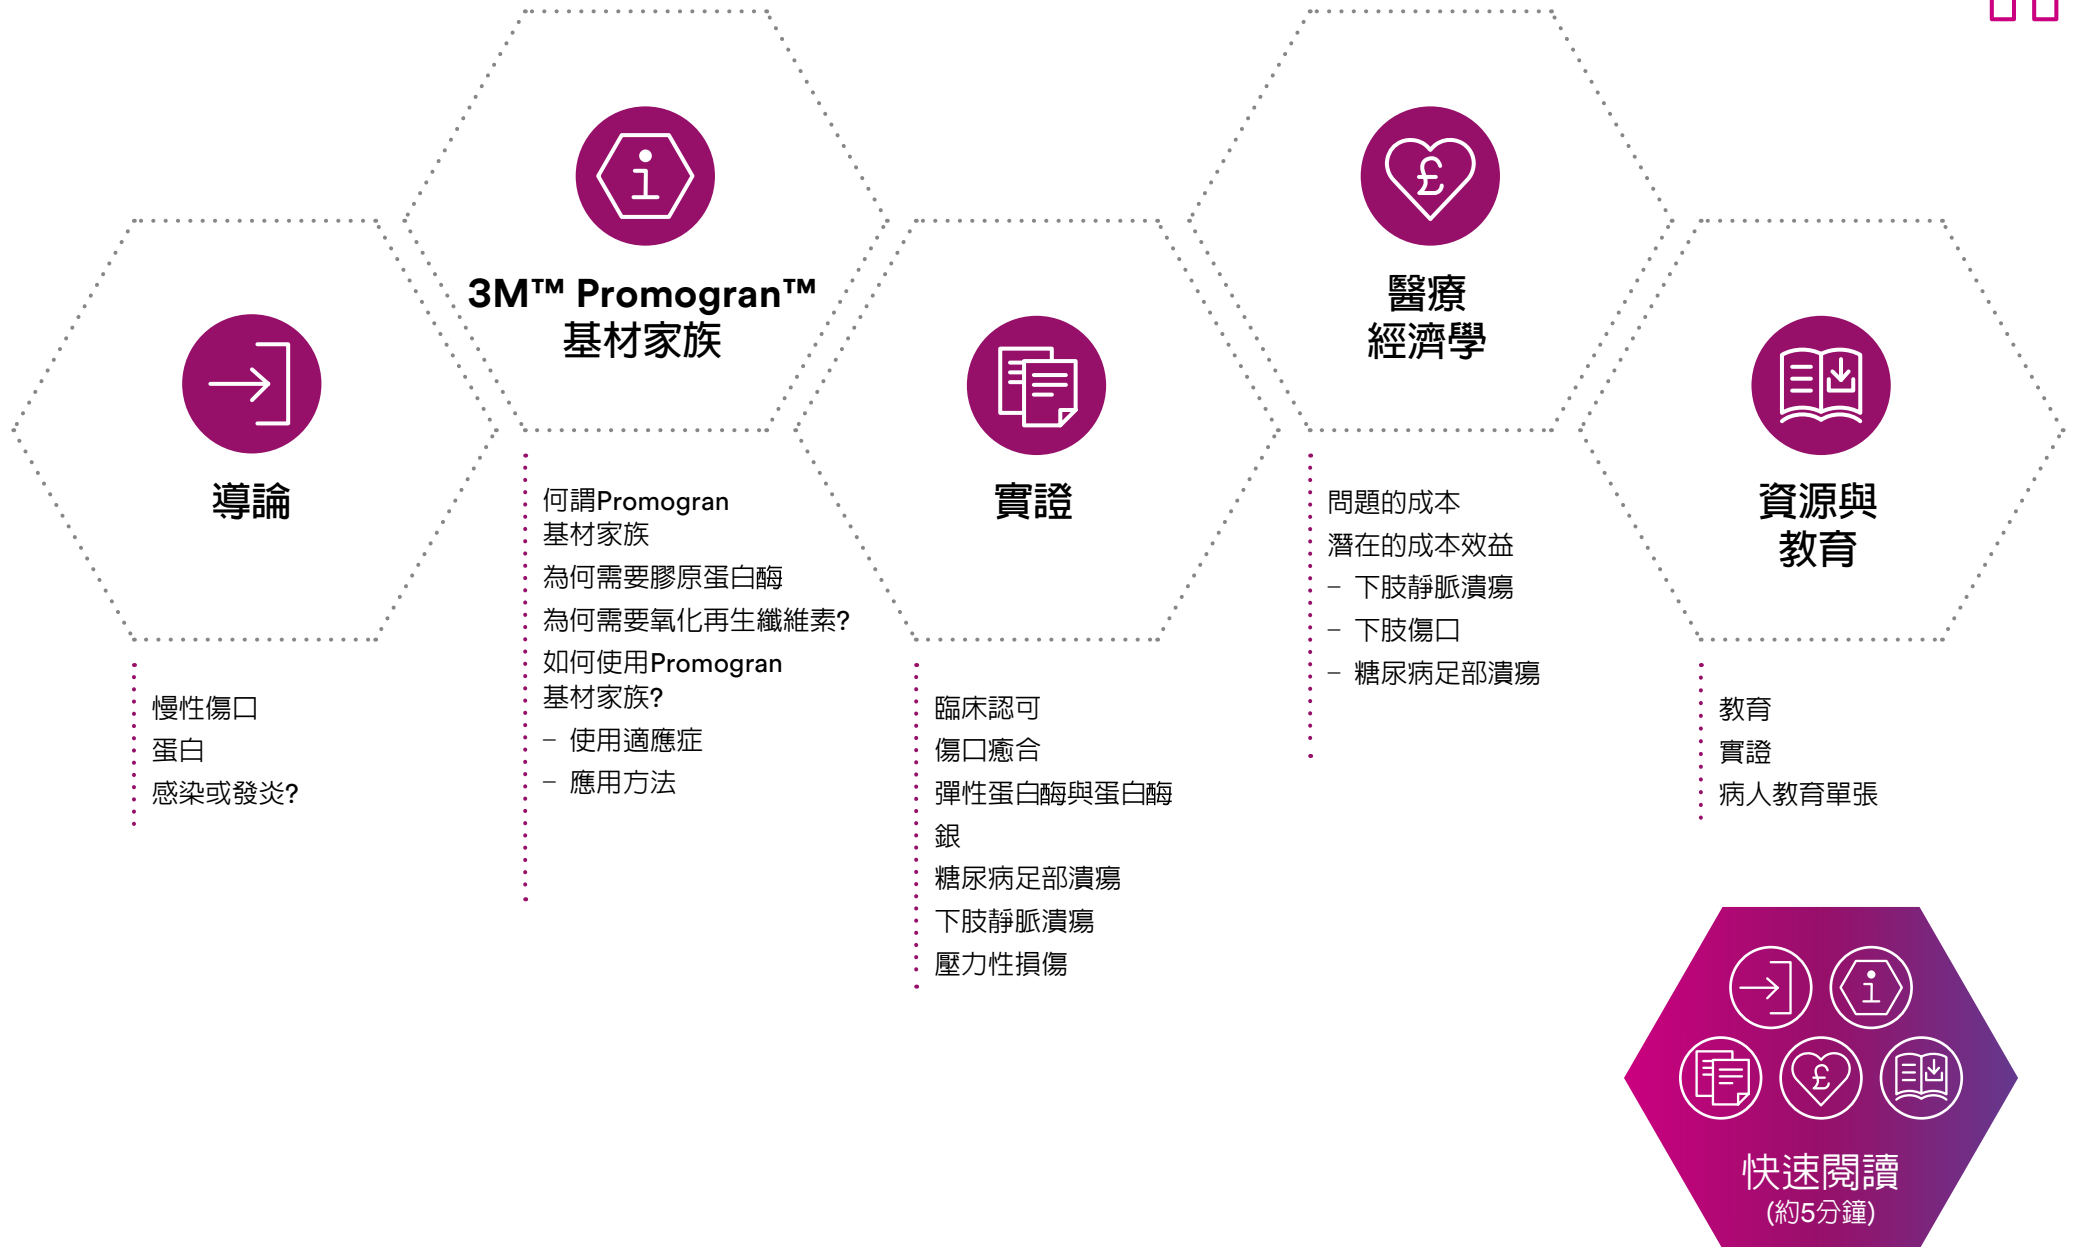 導論
慢性傷口
蛋白
感染或發炎?
3M™ Promogran™
基材家族
何謂Promogran
基材家族
為何需要膠原蛋白酶
為何需要氧化再生纖維素?
如何使用Promogran
基材家族?
– 使用適應症
– 應用方法
實證
臨床認可
傷口癒合
彈性蛋白酶與蛋白酶
銀
糖尿病足部潰瘍
下肢靜脈潰瘍
壓力性損傷
醫療
經濟學
問題的成本
潛在的成本效益
– 下肢靜脈潰瘍
– 下肢傷口
– 糖尿病足部潰瘍
資源與
教育
教育
實證
病人教育單張
快速閱讀
(約5分鐘)